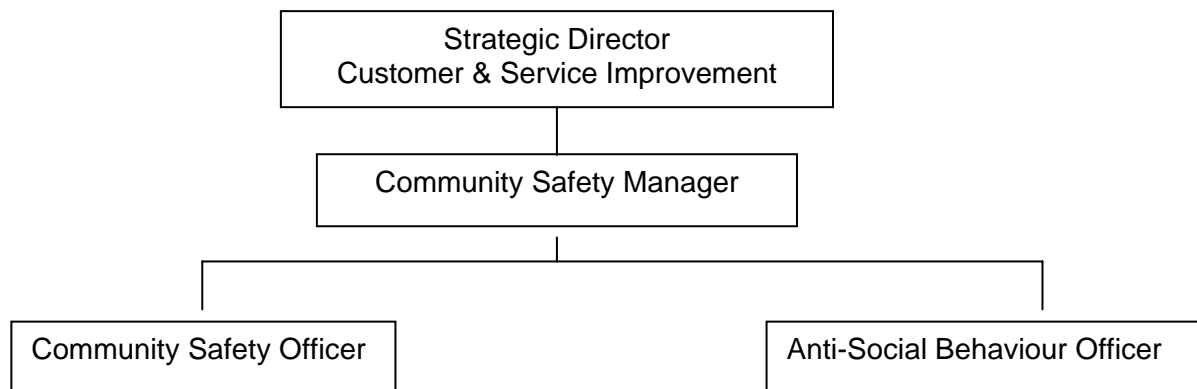 Strategic Director
Customer & Service Improvement
Community Safety Manager
Community Safety Officer
Anti-Social Behaviour Officer